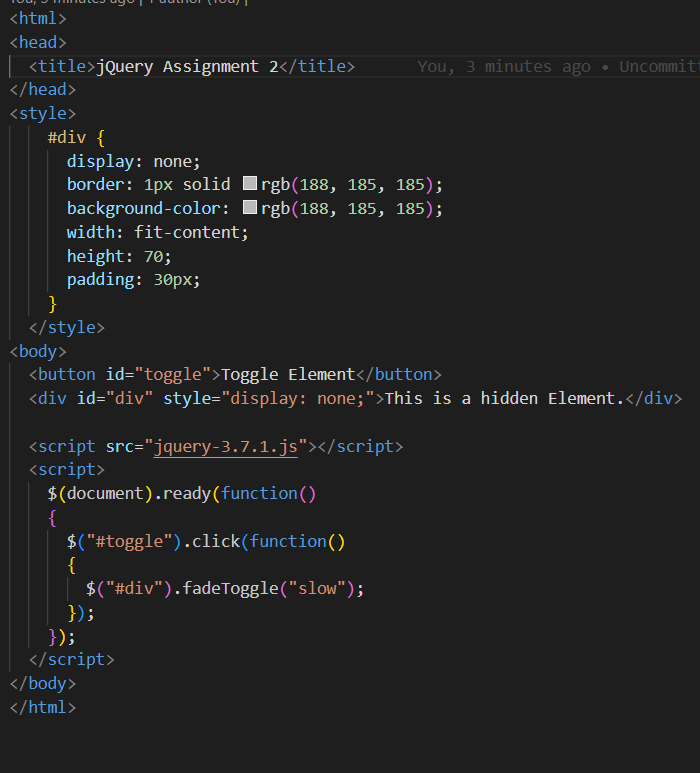 You, 3 minutes ago | 1 author (You) |
<html>
<head>
  <title>jQuery Assignment 2</title>      You, 3 minutes ago • Uncommitt
</head>
<style>
    #div {
      display: none;
      border: 1px solid rgb(188, 185, 185);
      background-color: rgb(188, 185, 185);
      width: fit-content;
      height: 70;
      padding: 30px;
    }
  </style>
<body>
  <button id="toggle">Toggle Element</button>
  <div id="div" style="display: none;">This is a hidden Element.</div>

  <script src="jquery-3.7.1.js"></script>
  <script>
    $(document).ready(function()
    {
      $("#toggle").click(function()
      {
        $("#div").fadeToggle("slow");
      });
    });
  </script>
</body>
</html>